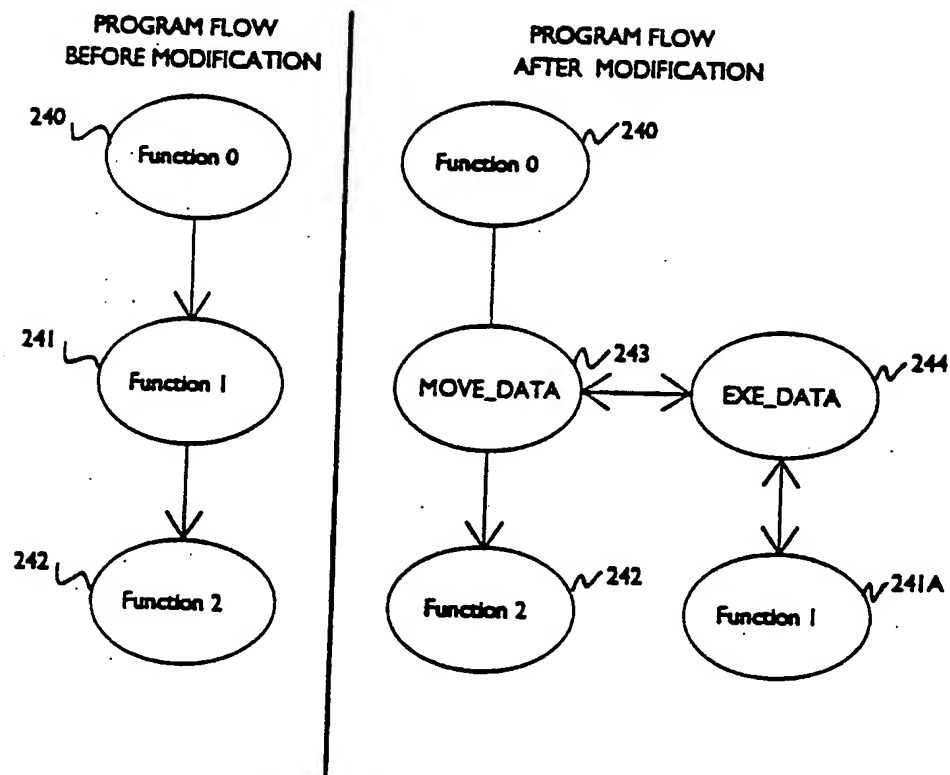 PROGRAM FLOW
BEFORE MODIFICATION
240
Function 0
241
Function 1
242
Function 2
PROGRAM FLOW
AFTER MODIFICATION
240
Function 0
243
MOVE_DATA
244
EXE_DATA
242
Function 2
241A
Function 1